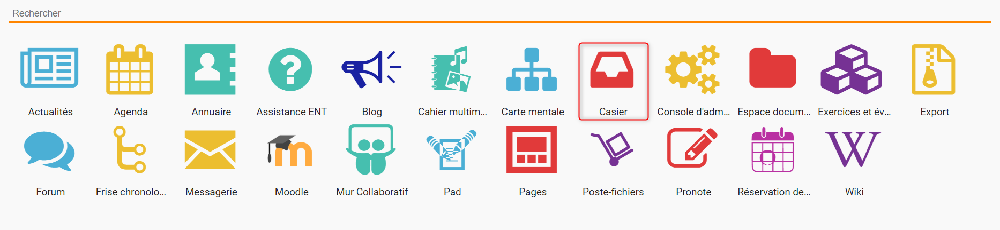 Rechercher
Actualités Agenda Annuaire Assistance ENT Blog Cahier multim... Carte mentale Casier Console d'adm... Espace docum... Exercices et év... Export
Forum Frise chronolo... Messagerie Moodle Mur Collaboratif Pad Pages Poste-fichiers Pronote Réservation de... Wiki